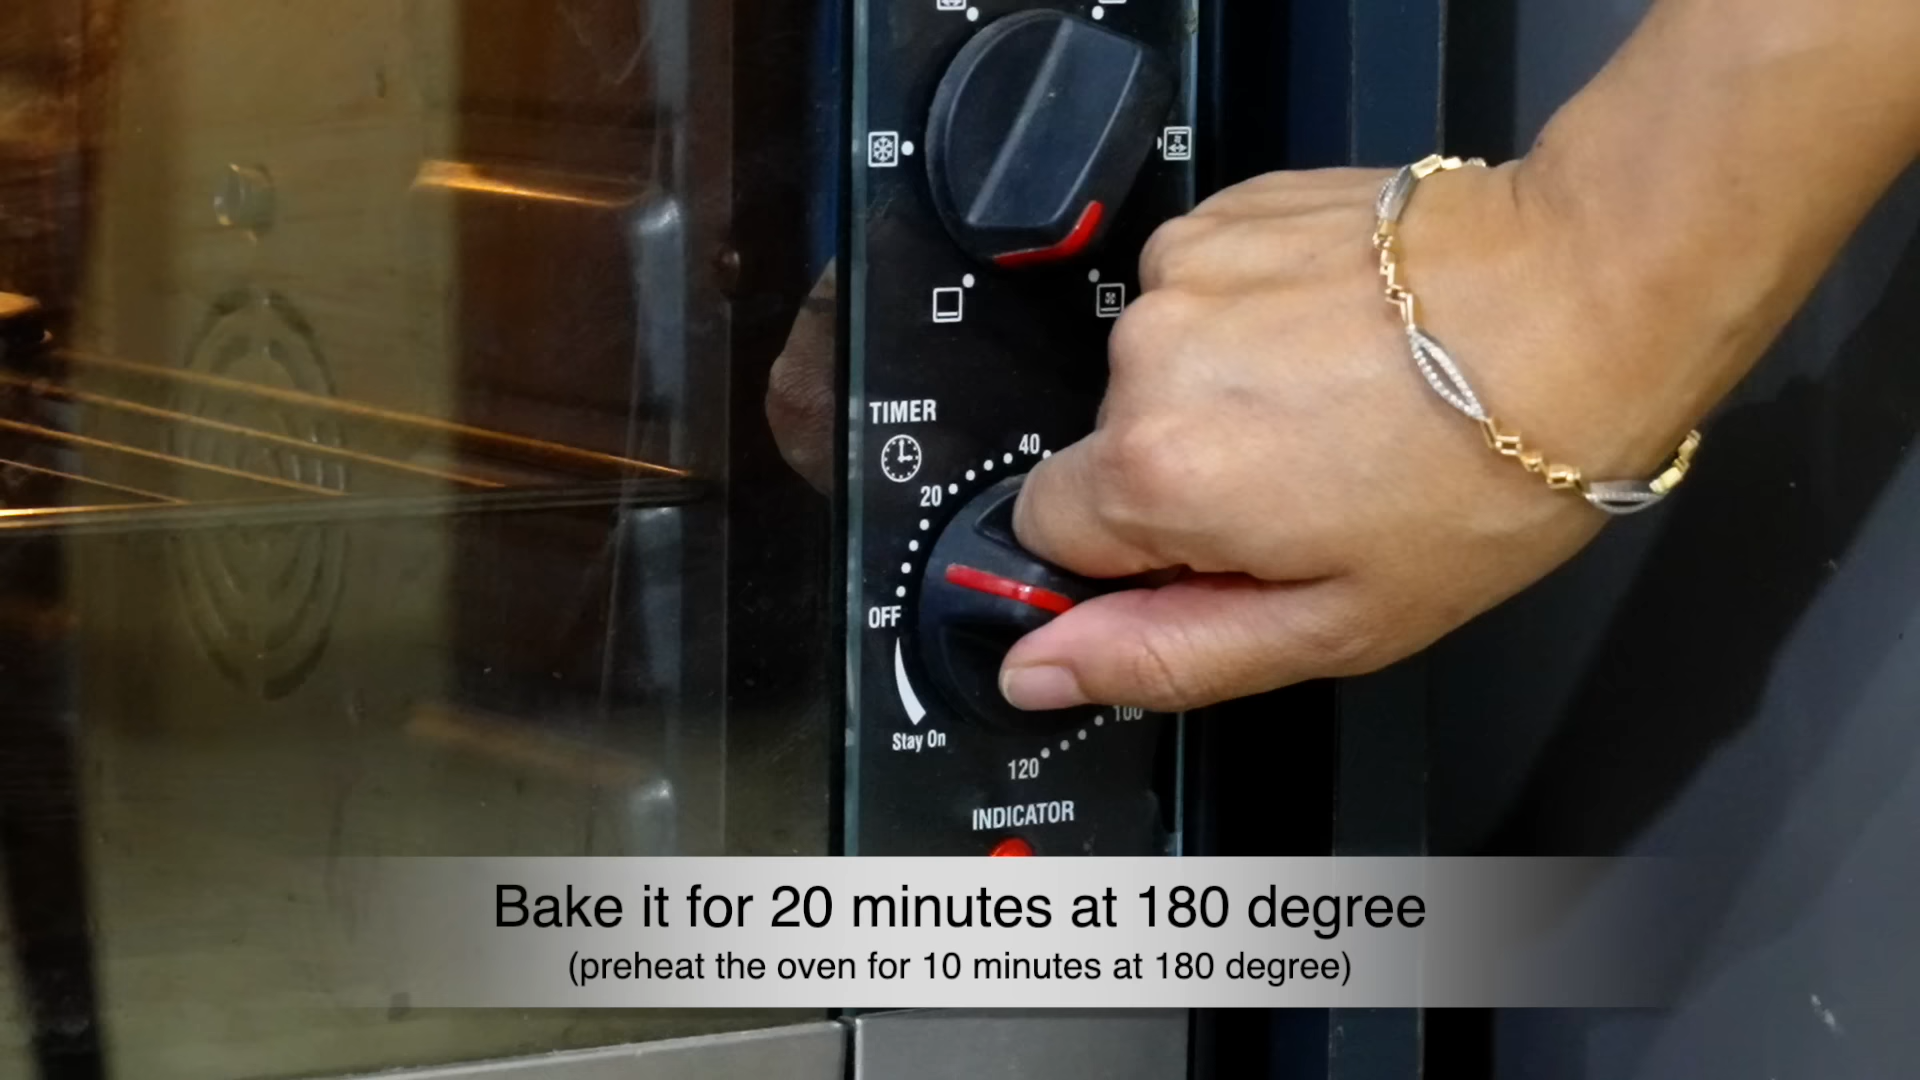 TIMER
40
20
OFF
Stay On
100
120
INDICATOR
Bake it for 20 minutes at 180 degree
(preheat the oven for 10 minutes at 180 degree)